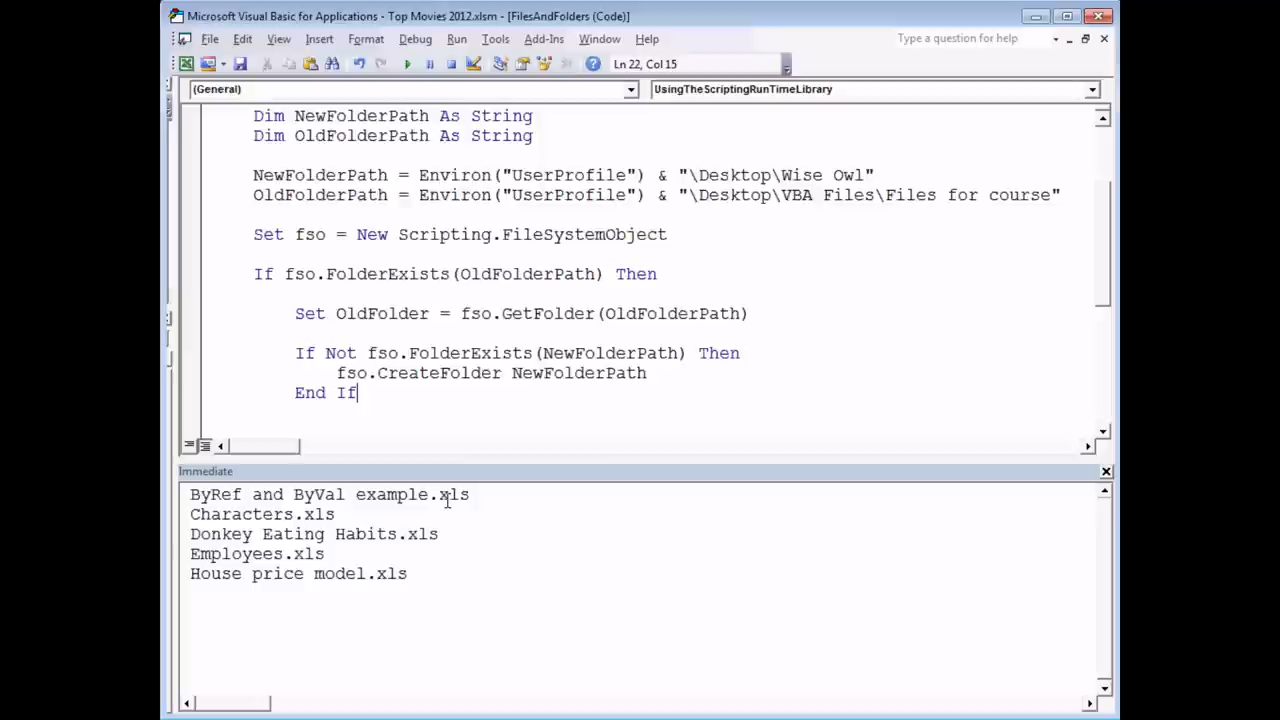 Microsoft Visual Basic for Applications - Top Movies 2012.xlsm - [FilesAndFolders (Code)]
File Edit View Insert Format Debug Run Tools Add-Ins Window Help Type a question for help
Ln 22, Col 15
(General) UsingTheScriptingRunTimeLibrary
Dim NewFolderPath As String
Dim OldFolderPath As String
NewFolderPath = Environ("UserProfile") & "\Desktop\Wise Owl"
OldFolderPath = Environ("UserProfile") & "\Desktop\VBA Files\Files for course"
Set fso = New Scripting.FileSystemObject
If fso.FolderExists(OldFolderPath) Then
Set OldFolder = fso.GetFolder(OldFolderPath)
If Not fso.FolderExists(NewFolderPath) Then
fso.CreateFolder NewFolderPath
End If
Immediate
ByRef and ByVal example.xls
Characters.xls
Donkey Eating Habits.xls
Employees.xls
House price model.xls